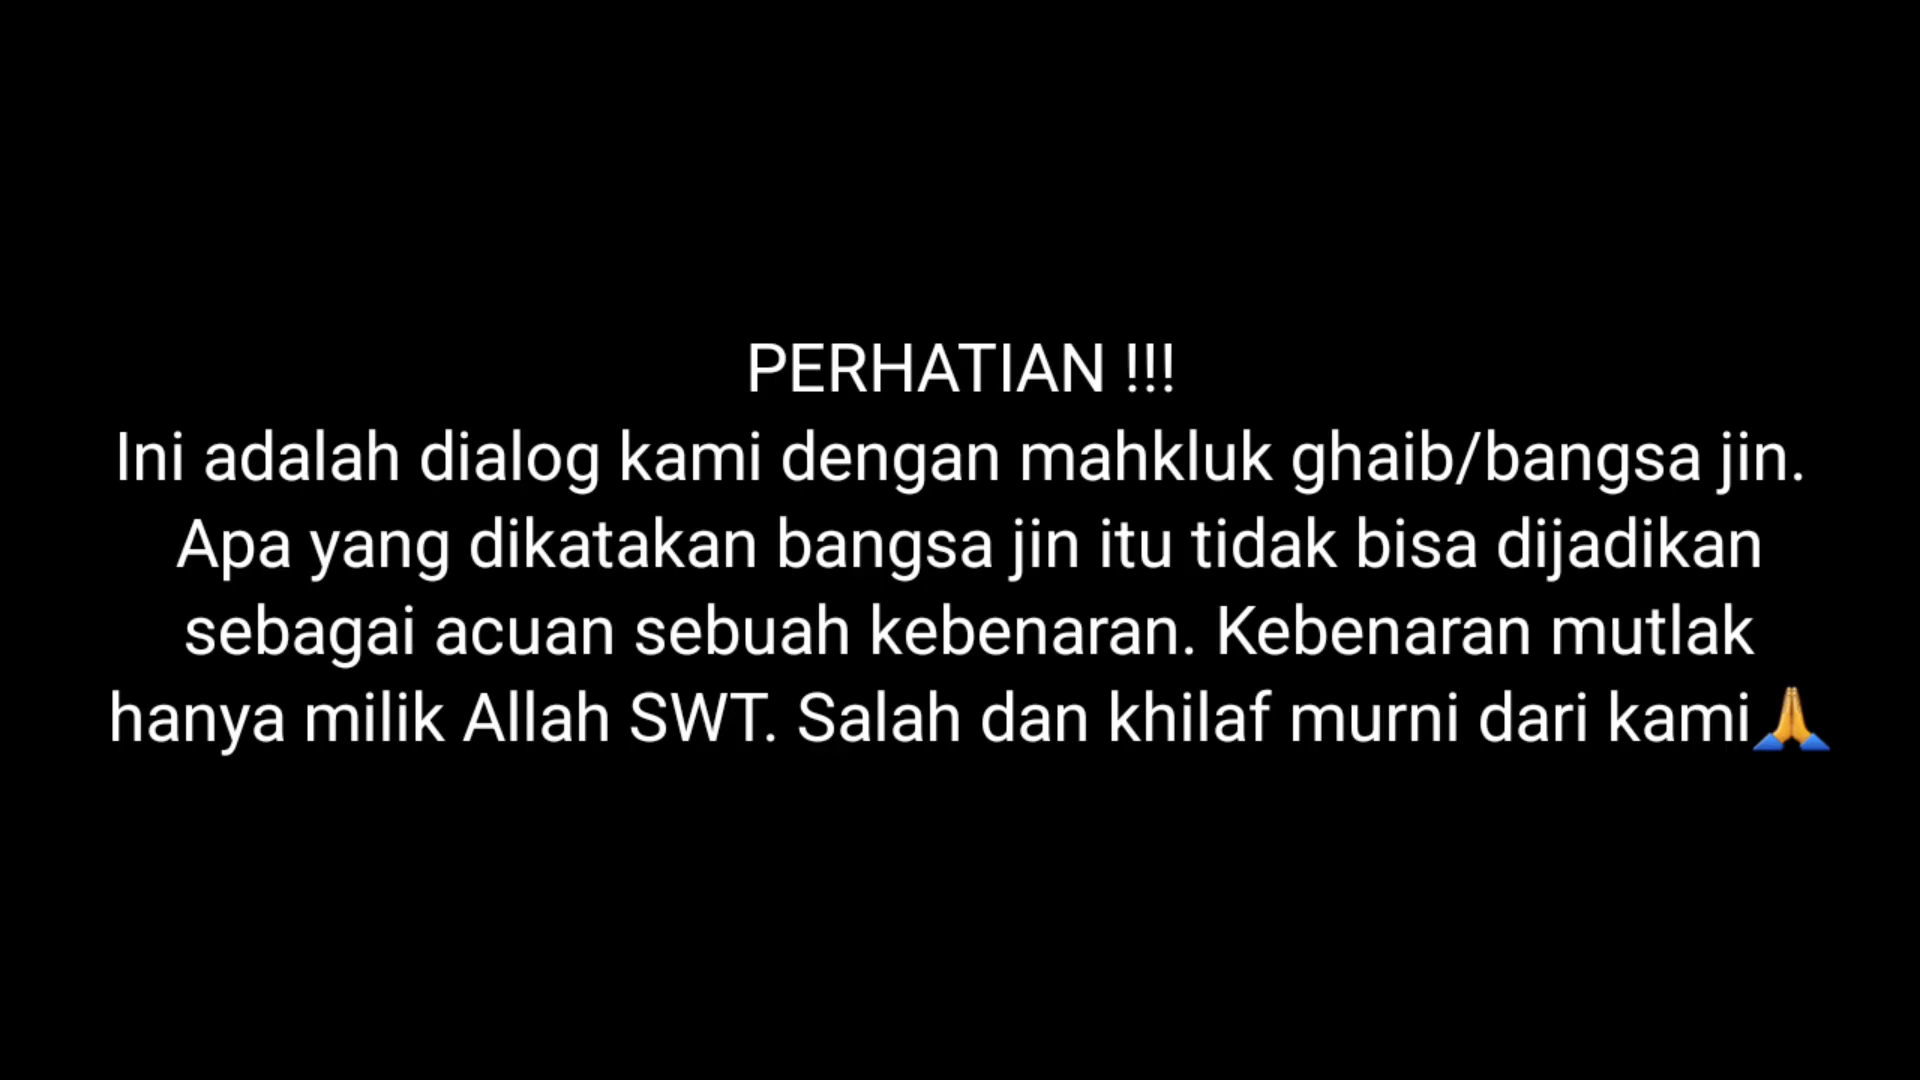 PERHATIAN !!!
Ini adalah dialog kami dengan mahkluk ghaib/bangsa jin.
Apa yang dikatakan bangsa jin itu tidak bisa dijadikan
sebagai acuan sebuah kebenaran. Kebenaran mutlak
hanya milik Allah SWT. Salah dan khilaf murni dari kami🙏